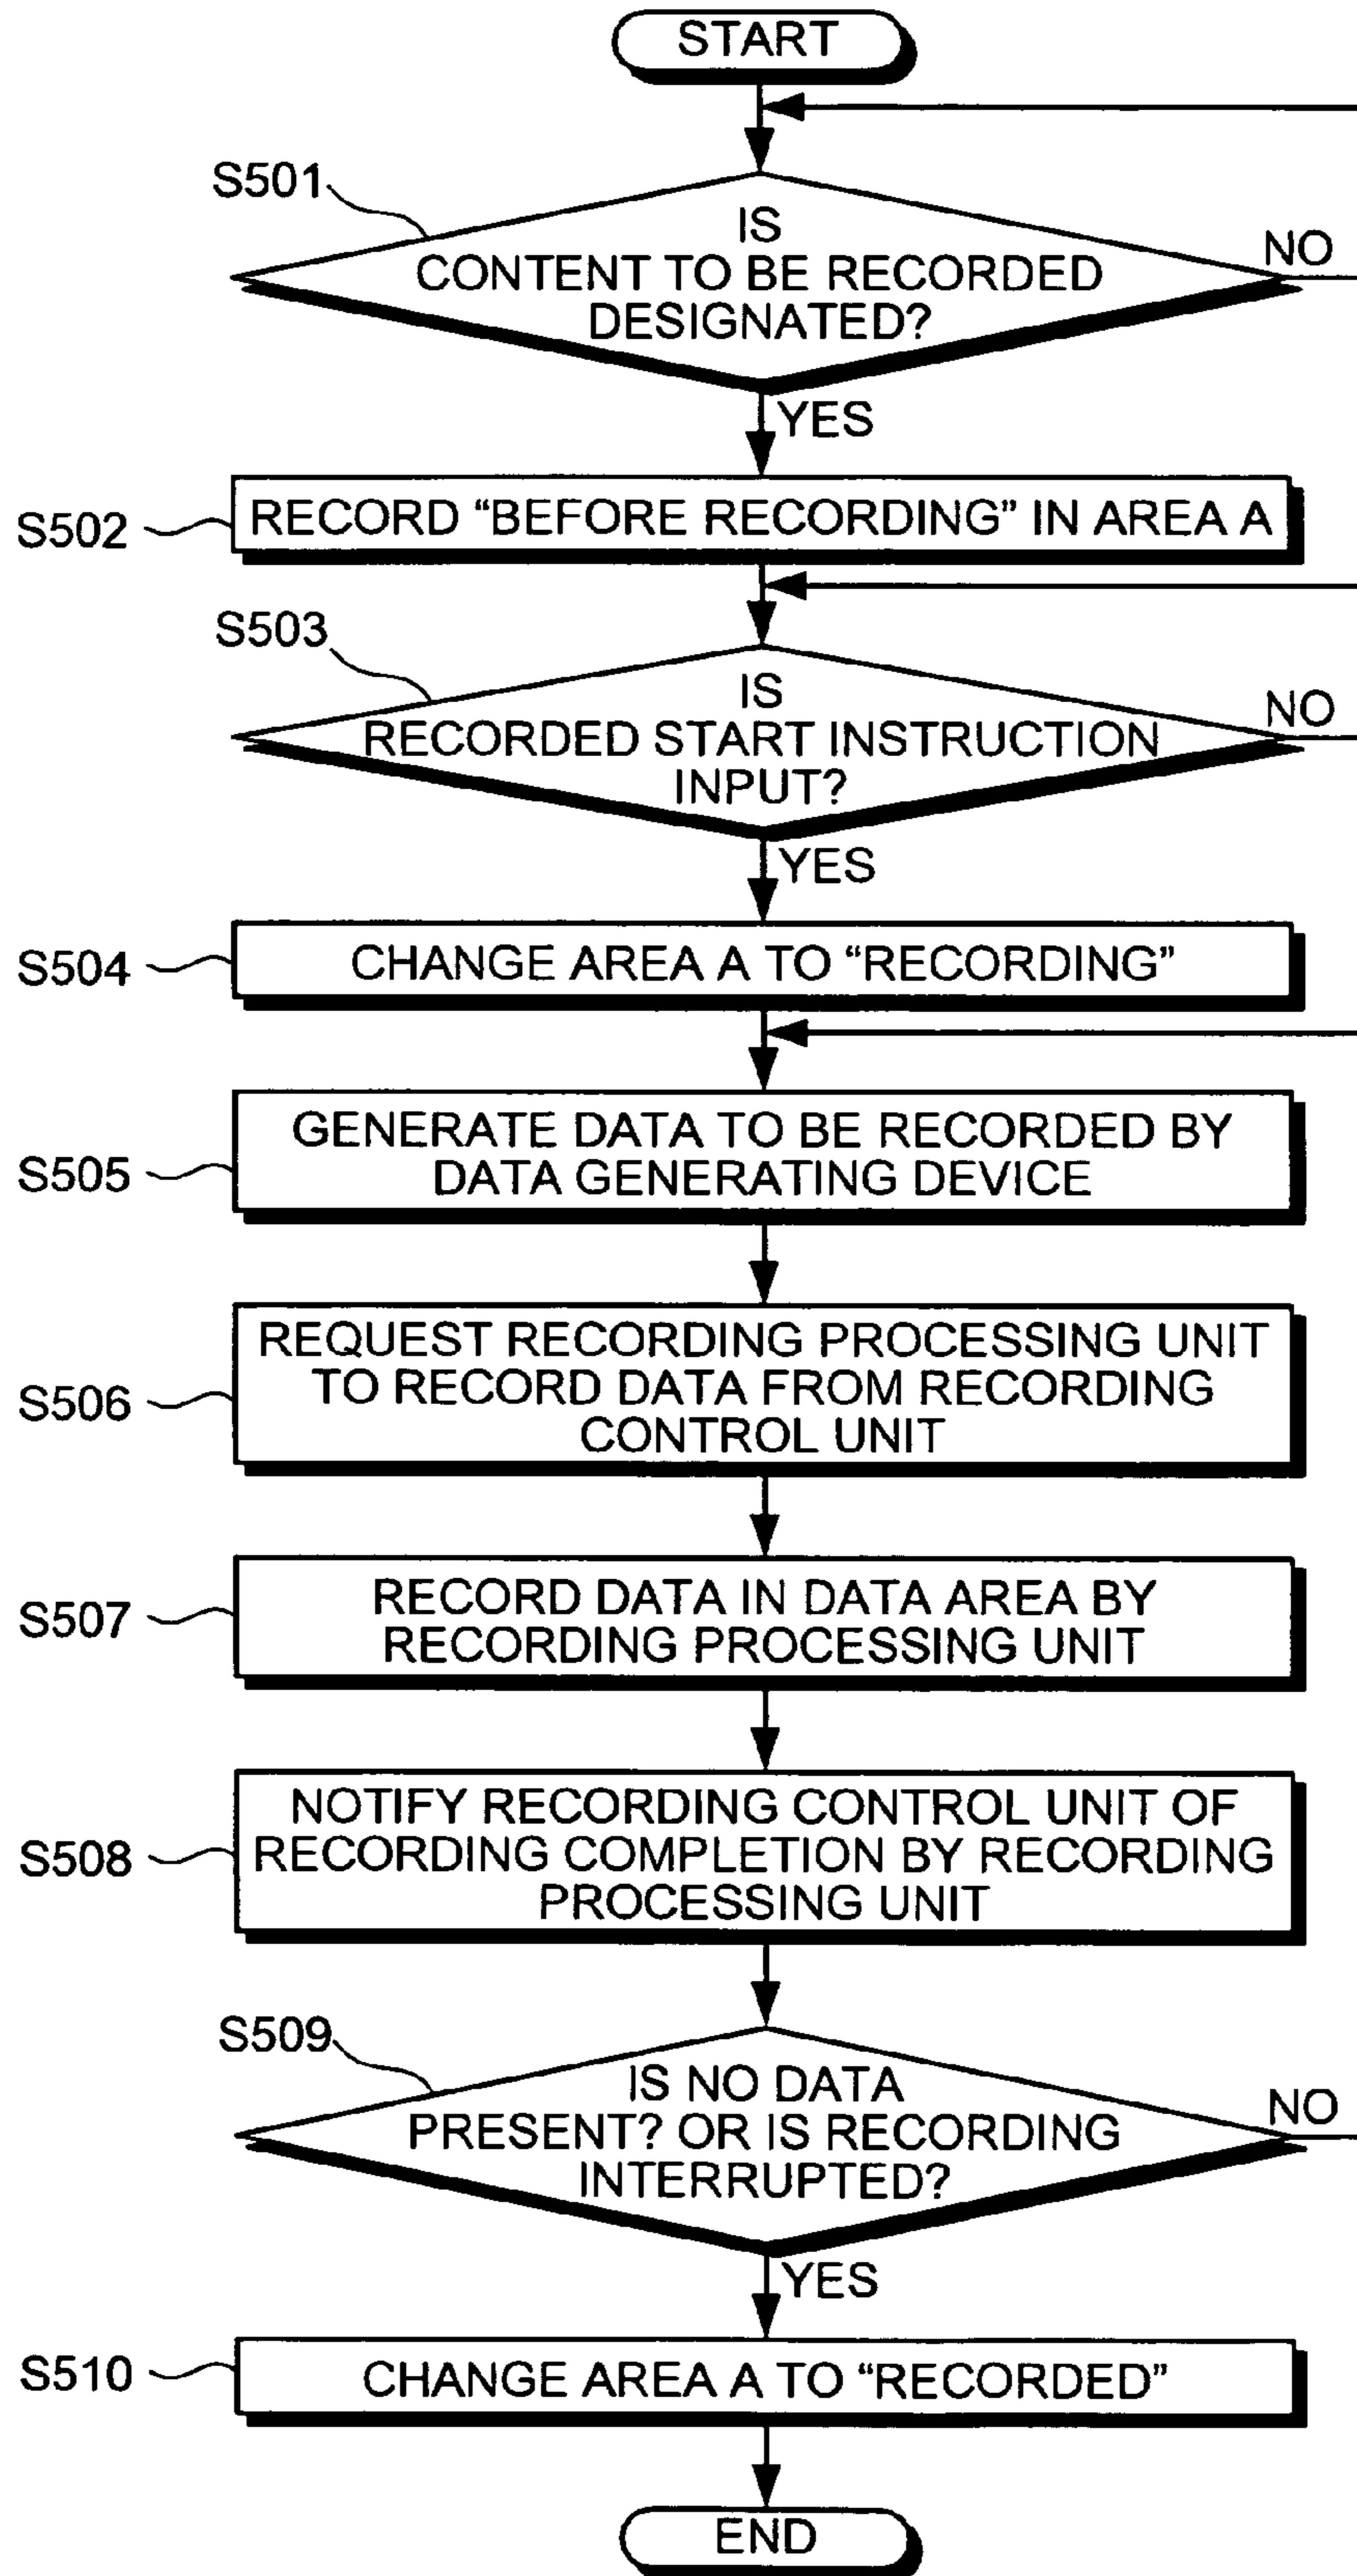 START
S501
IS
CONTENT TO BE RECORDED
DESIGNATED?
NO
YES
S502
RECORD “BEFORE RECORDING” IN AREA A
S503
IS
RECORDED START INSTRUCTION
INPUT?
NO
YES
S504
CHANGE AREA A TO “RECORDING”
S505
GENERATE DATA TO BE RECORDED BY
DATA GENERATING DEVICE
S506
REQUEST RECORDING PROCESSING UNIT
TO RECORD DATA FROM RECORDING
CONTROL UNIT
S507
RECORD DATA IN DATA AREA BY
RECORDING PROCESSING UNIT
S508
NOTIFY RECORDING CONTROL UNIT OF
RECORDING COMPLETION BY RECORDING
PROCESSING UNIT
S509
IS NO DATA
PRESENT? OR IS RECORDING
INTERRUPTED?
NO
YES
S510
CHANGE AREA A TO “RECORDED”
END